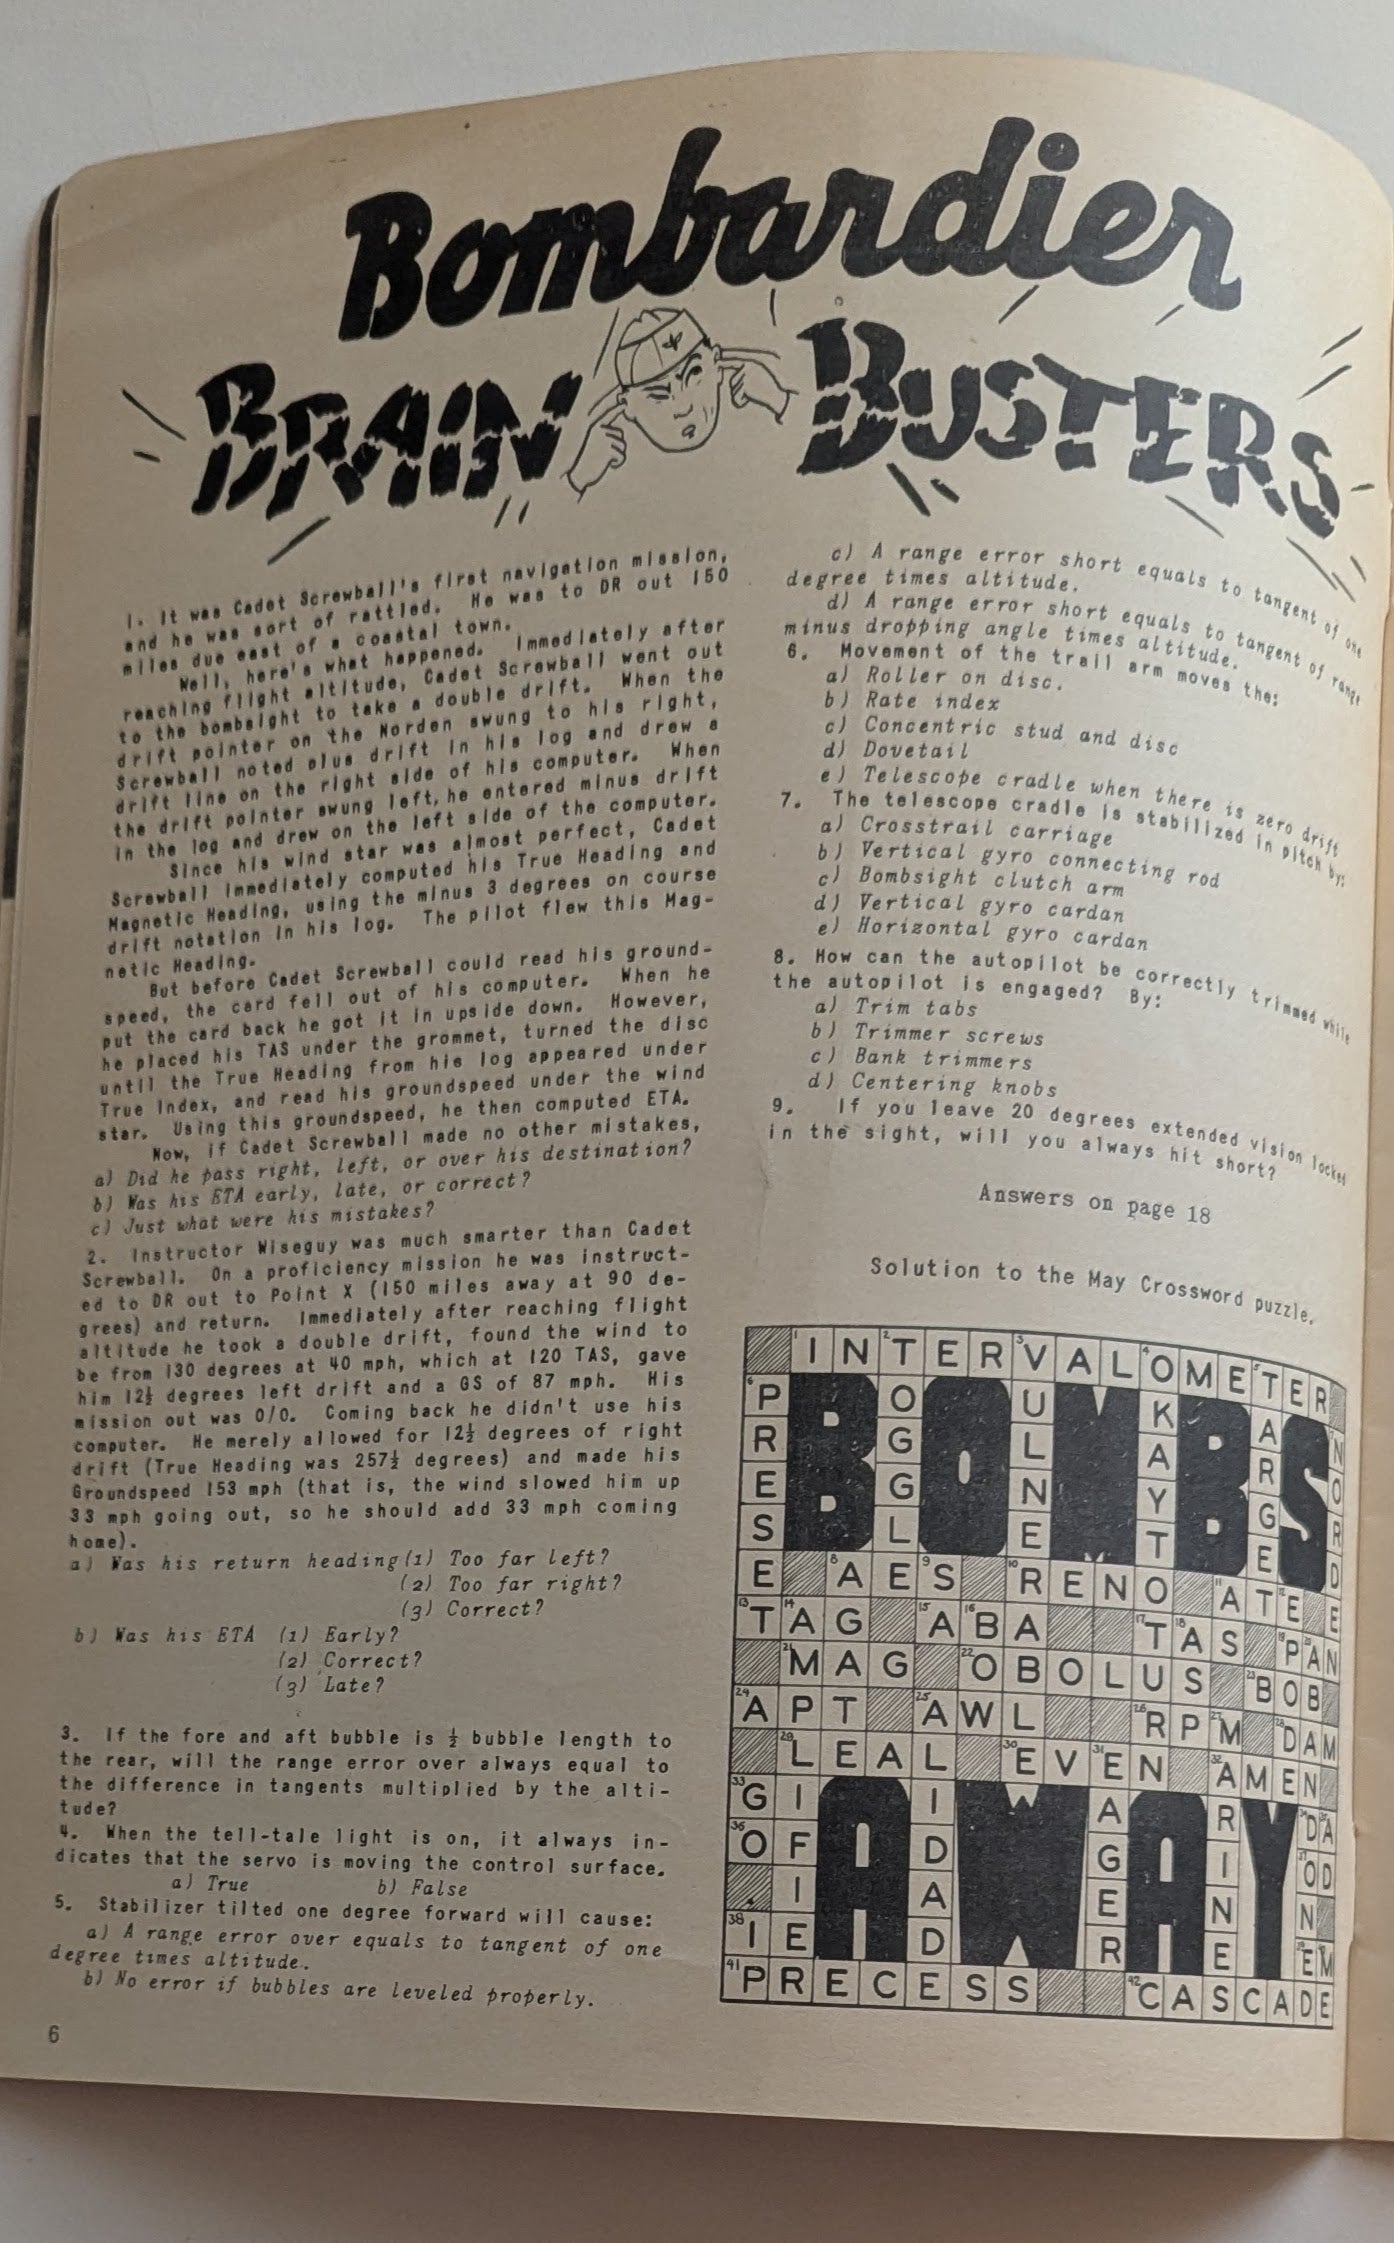 Bombardier
BRAIN BUSTERS
1. It was Cadet Screwball's first navigation mission,
and he was sort of rattled. He was to DR out 150
miles due east of a coastal town.
Well, here's what happened. Immediately after
reaching flight altitude, Cadet Screwball went out
to the bombsight to take a double drift. When the
drift pointer on the Norden swung to his right,
Screwball noted plus drift in his log and drew a
drift line on the right side of his computer. When
the drift pointer swung left, he entered minus drift
in the log and drew on the left side of the computer.
Since his wind star was almost perfect, Cadet
Screwball immediately computed his True Heading and
Magnetic Heading, using the minus 3 degrees on course
drift notation in his log. The pilot flew this Mag-
netic Heading.
But before Cadet Screwball could read his ground-
speed, the card fell out of his computer. When he
put the card back he got it in upside down. However,
he placed his TAS under the grommet, turned the disc
until the True Heading from his log appeared under
True Index, and read his groundspeed under the wind
star. Using this groundspeed, he then computed ETA.
Now, if Cadet Screwball made no other mistakes,
a) Did he pass right, left, or over his destination?
b) Was his ETA early, late, or correct?
c) Just what were his mistakes?
2. Instructor Wiseguy was much smarter than Cadet
Screwball. On a proficiency mission he was instruct-
ed to DR out to Point X (150 miles away at 90 de-
grees) and return. Immediately after reaching flight
altitude he took a double drift, found the wind to
be from 130 degrees at 40 mph, which at 120 TAS, gave
him 12½ degrees left drift and a GS of 87 mph. His
mission out was 0/0. Coming back he didn't use his
computer. He merely allowed for 12½ degrees of right
drift (True Heading was 257½ degrees) and made his
Groundspeed 153 mph (that is, the wind slowed him up
33 mph going out, so he should add 33 mph coming
home).
a) Was his return heading (1) Too far left?
(2) Too far right?
(3) Correct?
b) Was his ETA (1) Early?
(2) Correct?
(3) Late?
3. If the fore and aft bubble is ½ bubble length to
the rear, will the range error over always equal to
the difference in tangents multiplied by the alti-
tude?
4. When the tell-tale light is on, it always in-
dicates that the servo is moving the control surface.
a) True b) False
5. Stabilizer tilted one degree forward will cause:
a) A range error over equals to tangent of one
degree times altitude.
b) No error if bubbles are leveled properly.
6
c) A range error short equals to tangent of one
degree times altitude.
d) A range error short equals to tangent of range
minus dropping angle times altitude.
6. Movement of the trail arm moves the:
a) Roller on disc.
b) Rate index
c) Concentric stud and disc
d) Dovetail
e) Telescope cradle when there is zero drift
7. The telescope cradle is stabilized in pitch by:
a) Crosstrail carriage
b) Vertical gyro connecting rod
c) Bombsight clutch arm
d) Vertical gyro cardan
e) Horizontal gyro cardan
8. How can the autopilot be correctly trimmed while
the autopilot is engaged? By:
a) Trim tabs
b) Trimmer screws
c) Bank trimmers
d) Centering knobs
9. If you leave 20 degrees extended vision locked
in the sight, will you always hit short?
Answers on page 18
Solution to the May Crossword puzzle.
INTERVALOMETER
P O U K A N
R G L A R O
E G N Y G R
S L E T E D
E AES RENO ATE E
TAG ABA TAS PAN
MAG OBOLUS BOB
APT AWL RPM DAM
LEAL EVEN AMEN
G I I A R DA
O F D G I OD
I A E N N
I E D R E EM
PRECESS CASCADE
BOMBS
AWAY